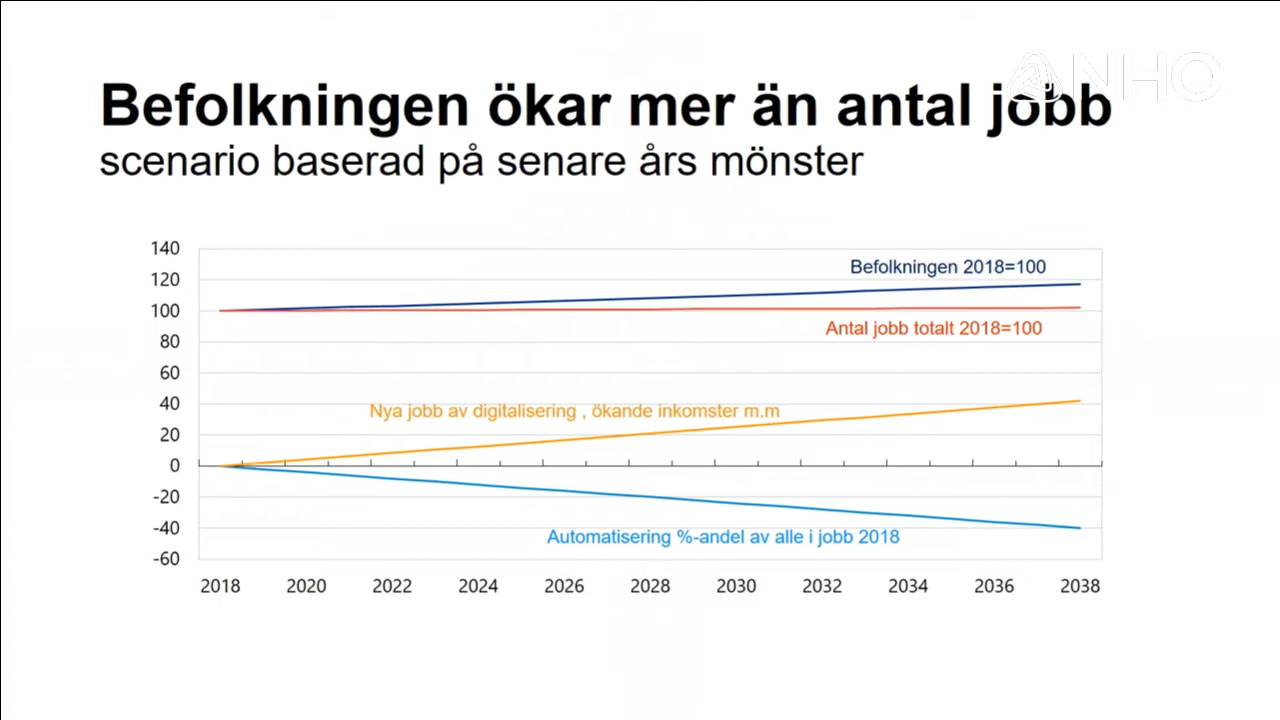 NHO
Befolkningen ökar mer än antal jobb
scenario baserad på senare års mönster
140
120
100
80
60
40
20
0
-20
-40
-60
Befolkningen 2018=100
Antal jobb totalt 2018=100
Nya jobb av digitalisering , ökande inkomster m.m
Automatisering %-andel av alle i jobb 2018
2018 2020 2022 2024 2026 2028 2030 2032 2034 2036 2038